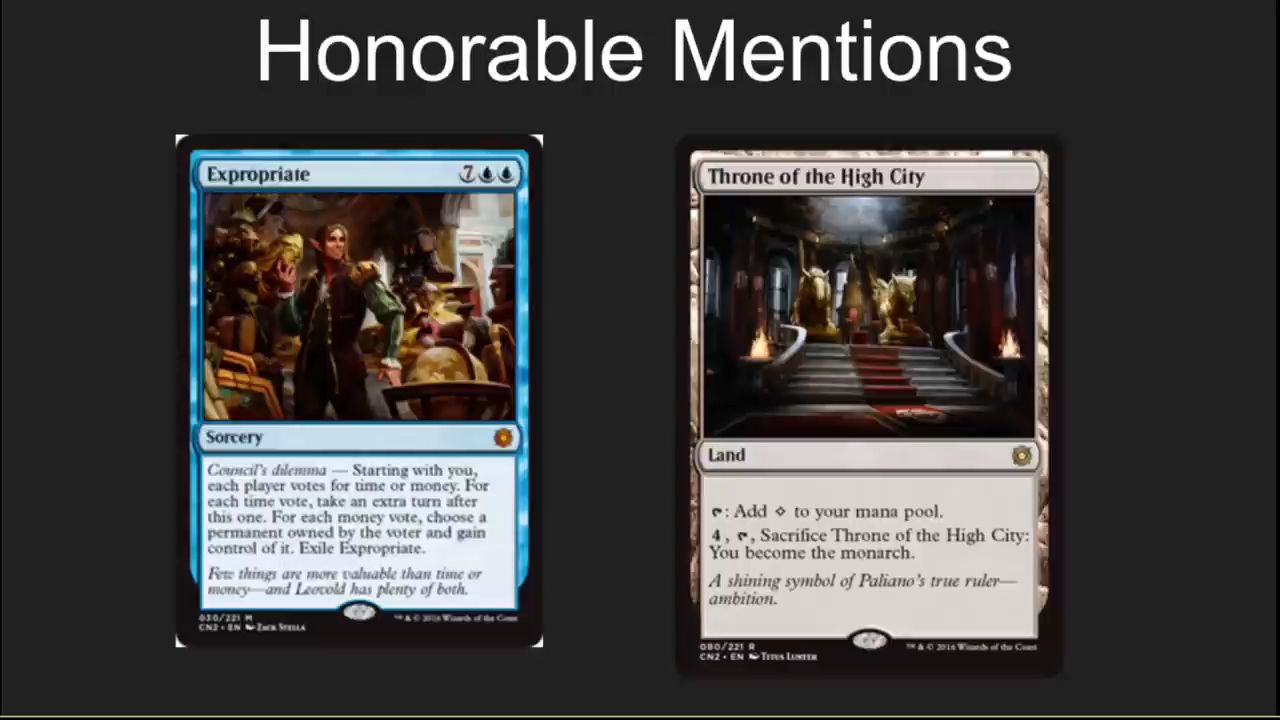 Honorable Mentions
Expropriate 7
Sorcery
Council's dilemma — Starting with you,
each player votes for time or money. For
each time vote, take an extra turn after
this one. For each money vote, choose a
permanent owned by the voter and gain
control of it. Exile Expropriate.
Few things are more valuable than time or
money—and Leovold has plenty of both.
030/221 M
CN2 • EN Zack Stella
™ & © 2016 Wizards of the Coast
Throne of the High City
Land
: Add to your mana pool.
4, , Sacrifice Throne of the High City:
You become the monarch.
A shining symbol of Paliano's true ruler—
ambition.
080/221 R
CN2 • EN Titus Lunter
™ & © 2016 Wizards of the Coast